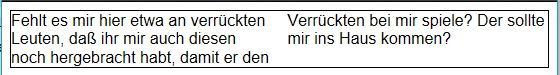 Fehlt es mir hier etwa an verrückten
Leuten, daß ihr mir auch diesen
noch hergebracht habt, damit er den
Verrückten bei mir spiele? Der sollte
mir ins Haus kommen?